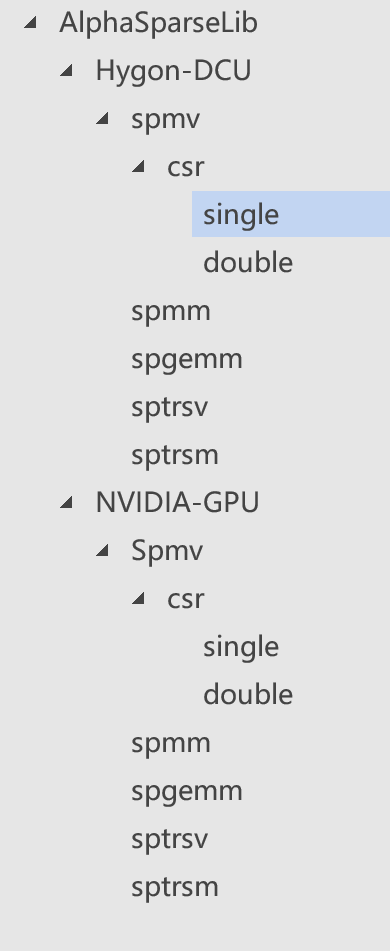 AlphaSparseLib
Hygon-DCU
spmv
csr
single
double
spmm
spgemm
sptrsv
sptrsm
NVIDIA-GPU
Spmv
csr
single
double
spmm
spgemm
sptrsv
sptrsm